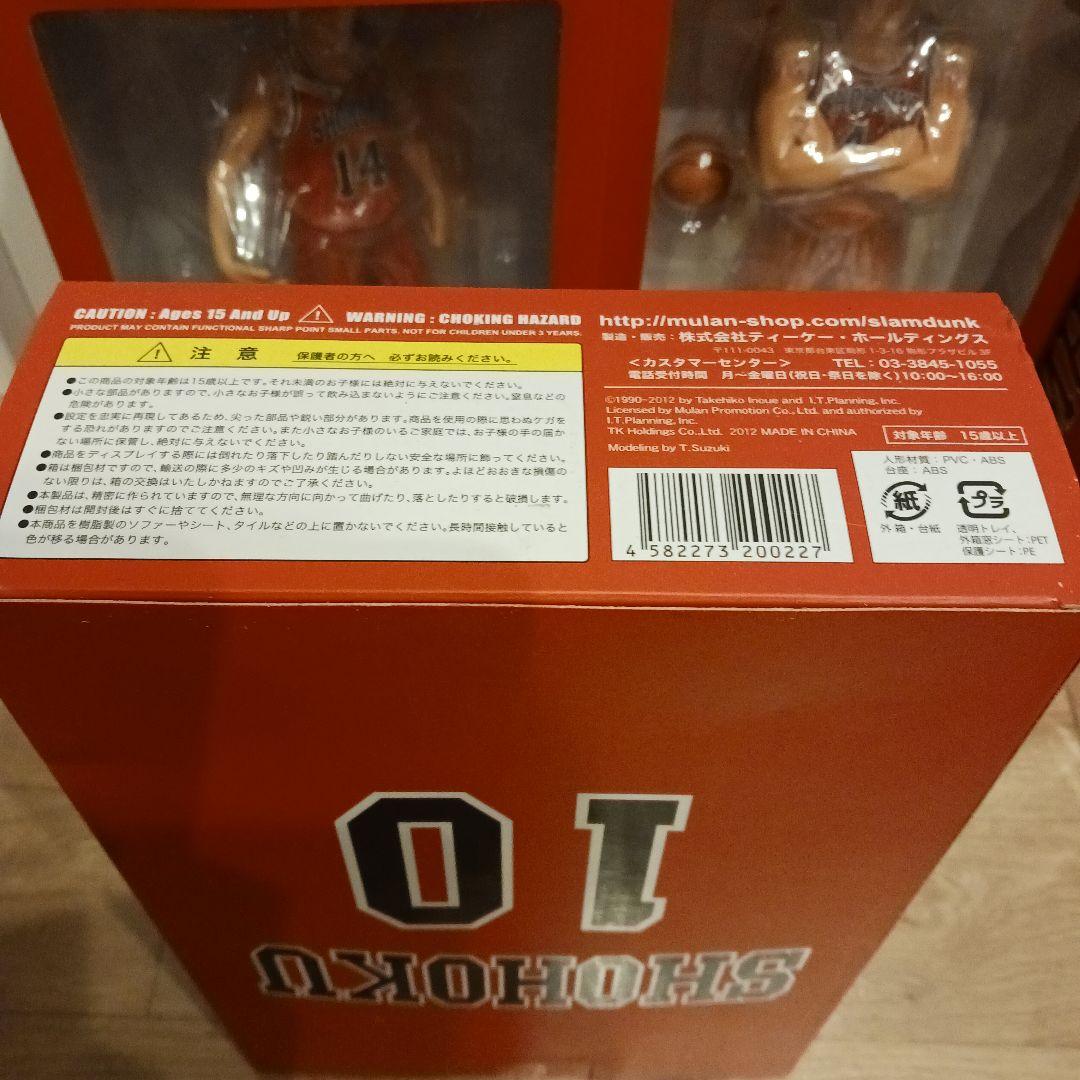 SHOHOKU
14
SHOHOKU
4
CAUTION : Ages 15 And Up
WARNING : CHOKING HAZARD
PRODUCT MAY CONTAIN FUNCTIONAL SHARP POINT SMALL PARTS. NOT FOR CHILDREN UNDER 3 YEARS.
注 意 保護者の方へ 必ずお読みください。
●この商品の対象年齢は15歳以上です。それ未満のお子様には絶対に与えないでください。
●小さな部品がありますので、小さなお子様が誤って飲み込まないようにご注意ください。窒息などの
危険があります。
●設定を忠実に再現してあるため、尖った部品や鋭い部分があります。商品を使用の際に思わぬケガを
する恐れがありますのでご注意ください。また小さなお子様のいるご家庭では、お子様の手の届か
ない場所に保管し、絶対に与えないでください。
●商品をディスプレイする際には倒れたり落下したり踏んだりしない安全な場所に飾ってください。
●箱は梱包材ですので、輸送の際に多少のキズや凹みが生じる場合があります。よほどおおきな損傷の
ない限りは、箱の交換はいたしかねますのでご了承ください。
●本製品は、精密に作られていますので、無理な方向に向かって曲げたり、落としたりすると破損します。
●梱包材は開封後はすぐに捨ててください。
●本商品を樹脂製のソファーやシート、タイルなどの上に置かないでください。長時間接触していると
色が移る場合があります。
http://mulan-shop.com/slamdunk
製造・販売：株式会社ティーケー・ホールディングス
〒111-0043 東京都台東区駒形 1-3-16 駒形プラザビル 3F
<カスタマーセンター> TEL：03-3845-1055
電話受付時間 月～金曜日(祝日・祭日を除く)10:00～16:00
©1990-2012 by Takehiko Inoue and I.T.Planning, Inc.
Licensed by Mulan Promotion Co., Ltd. and authorized by
I.T.Planning, Inc.
TK Holdings Co.,Ltd. 2012 MADE IN CHINA
Modeling by T.Suzuki
対象年齢 15歳以上
4 582273 200227
人形材質：PVC・ABS
台座：ABS
紙
外箱・台紙
プラ
透明トレイ、
外箱窓シート：PET
保護シート：PE
10
SHOHOKU